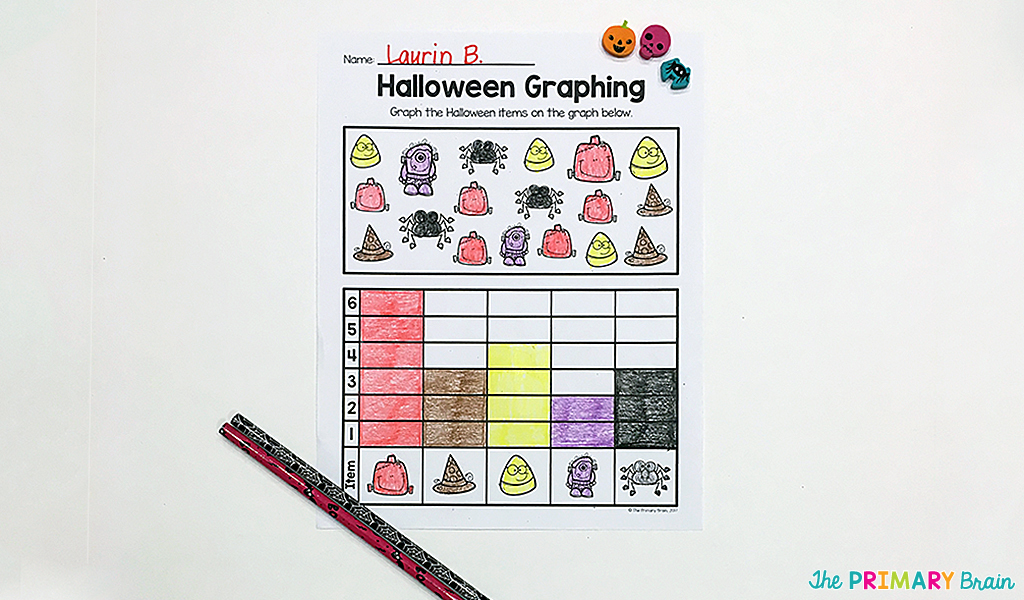 Name: Laurin B.
Halloween Graphing
Graph the Halloween items on the graph below.
6
5
4
3
2
1
Item
© The Primary Brain, 2017
The PRIMARY Brain